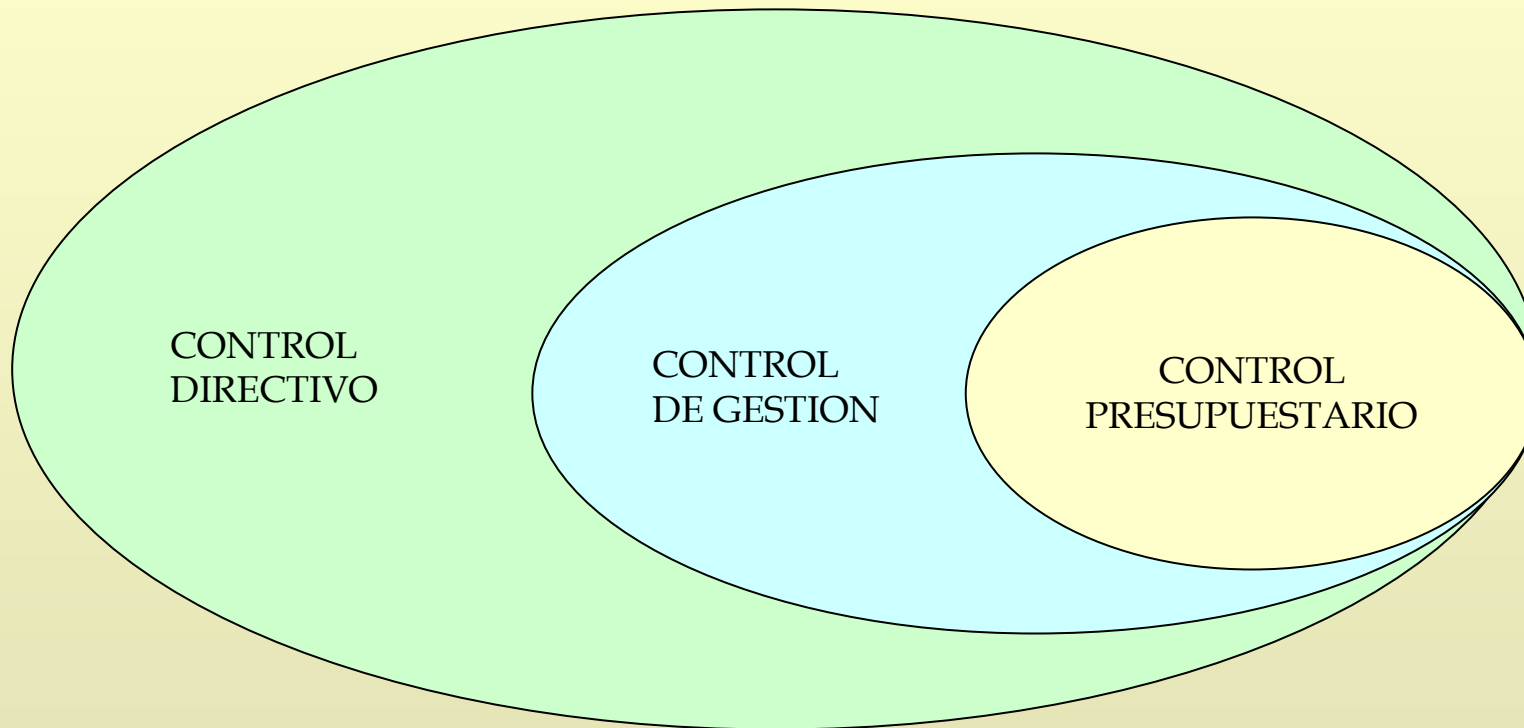 CONTROL
DIRECTIVO
CONTROL
DE GESTION
CONTROL
PRESUPUESTARIO